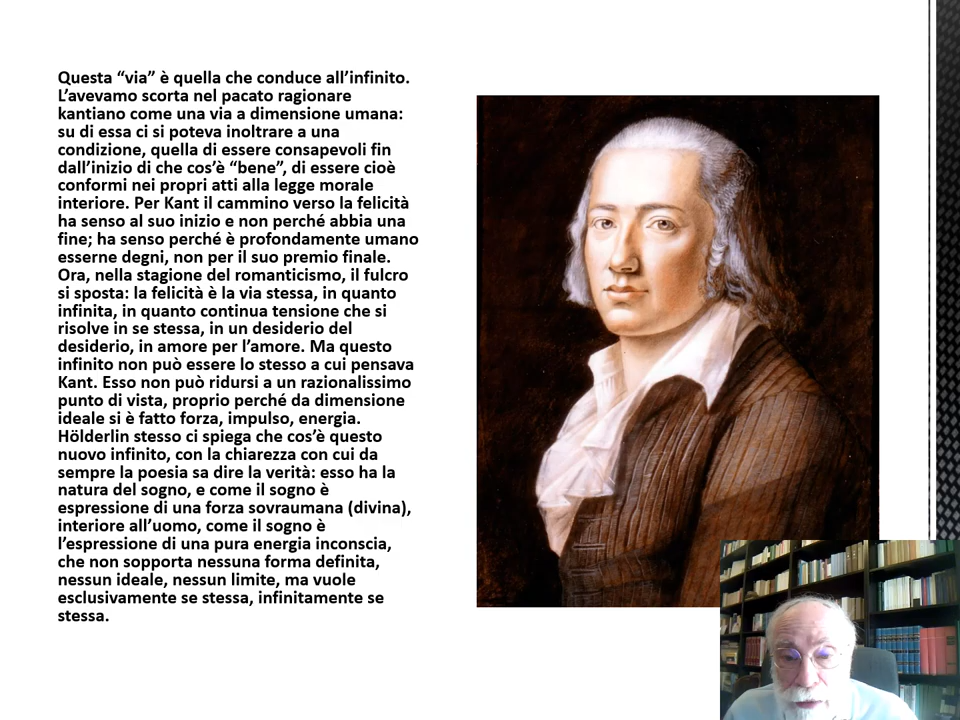 Questa “via” è quella che conduce all’infinito.
L’avevamo scorta nel pacato ragionare
kantiano come una via a dimensione umana:
su di essa ci si poteva inoltrare a una
condizione, quella di essere consapevoli fin
dall’inizio di che cos’è “bene”, di essere cioè
conformi nei propri atti alla legge morale
interiore. Per Kant il cammino verso la felicità
ha senso al suo inizio e non perché abbia una
fine; ha senso perché è profondamente umano
esserne degni, non per il suo premio finale.
Ora, nella stagione del romanticismo, il fulcro
si sposta: la felicità è la via stessa, in quanto
infinita, in quanto continua tensione che si
risolve in se stessa, in un desiderio del
desiderio, in amore per l’amore. Ma questo
infinito non può essere lo stesso a cui pensava
Kant. Esso non può ridursi a un razionalissimo
punto di vista, proprio perché da dimensione
ideale si è fatto forza, impulso, energia.
Hölderlin stesso ci spiega che cos’è questo
nuovo infinito, con la chiarezza con cui da
sempre la poesia sa dire la verità: esso ha la
natura del sogno, e come il sogno è
espressione di una forza sovraumana (divina),
interiore all’uomo, come il sogno è
l’espressione di una pura energia inconscia,
che non sopporta nessuna forma definita,
nessun ideale, nessun limite, ma vuole
esclusivamente se stessa, infinitamente se
stessa.